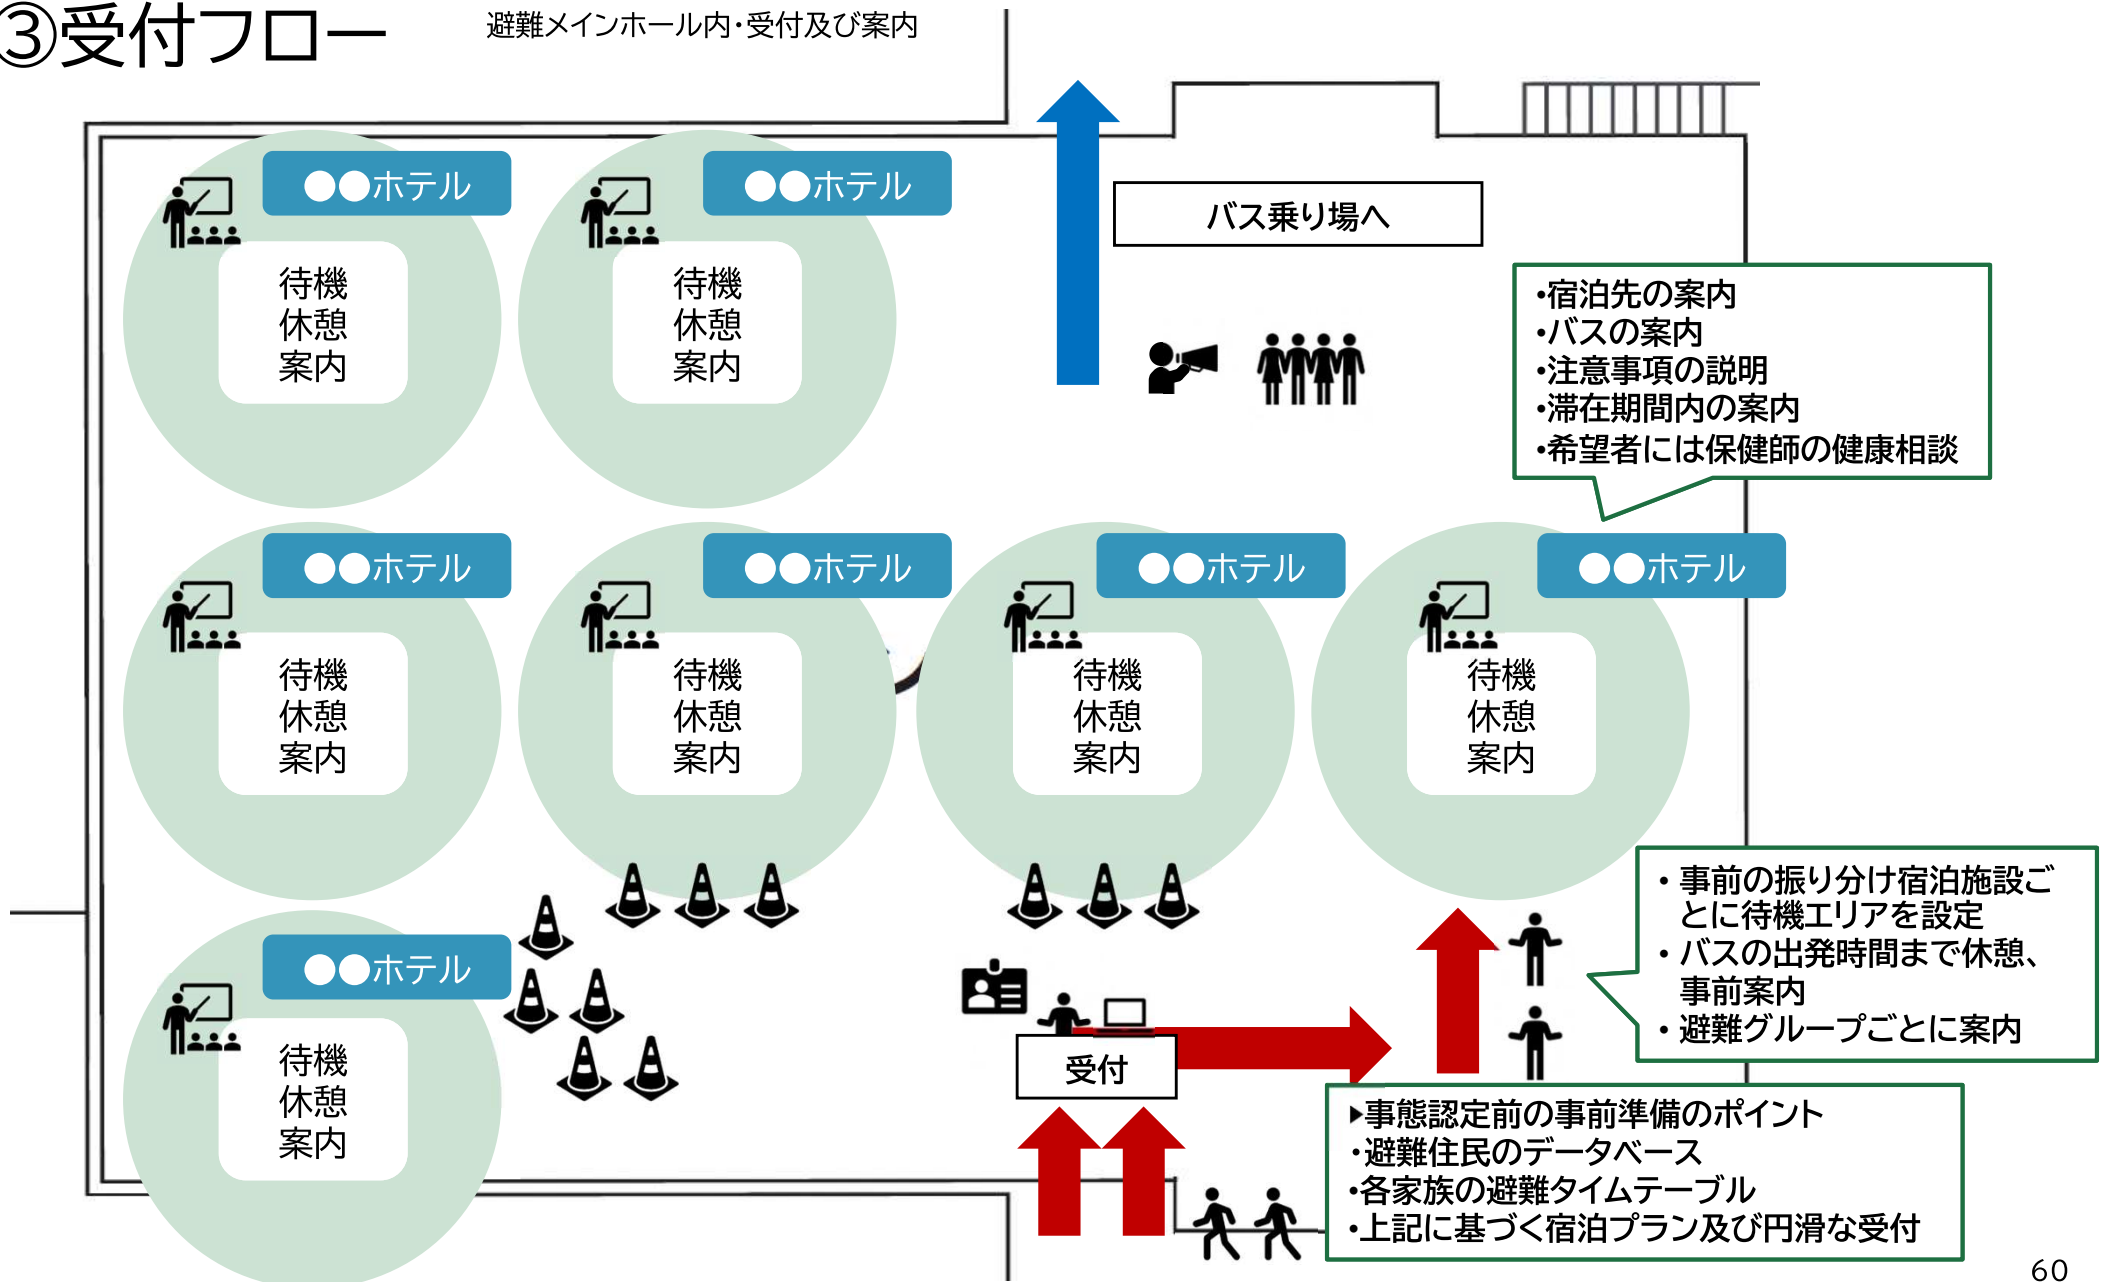 ③受付フロー
避難メインホール内・受付及び案内
●●ホテル
待機
休憩
案内
●●ホテル
待機
休憩
案内
バス乗り場へ
・宿泊先の案内
・バスの案内
・注意事項の説明
・滞在期間内の案内
・希望者には保健師の健康相談
●●ホテル
待機
休憩
案内
●●ホテル
待機
休憩
案内
●●ホテル
待機
休憩
案内
●●ホテル
待機
休憩
案内
・事前の振り分け宿泊施設ご
とに待機エリアを設定
・バスの出発時間まで休憩、
事前案内
・避難グループごとに案内
●●ホテル
待機
休憩
案内
受付
▶事態認定前の事前準備のポイント
・避難住民のデータベース
・各家族の避難タイムテーブル
・上記に基づく宿泊プラン及び円滑な受付
60